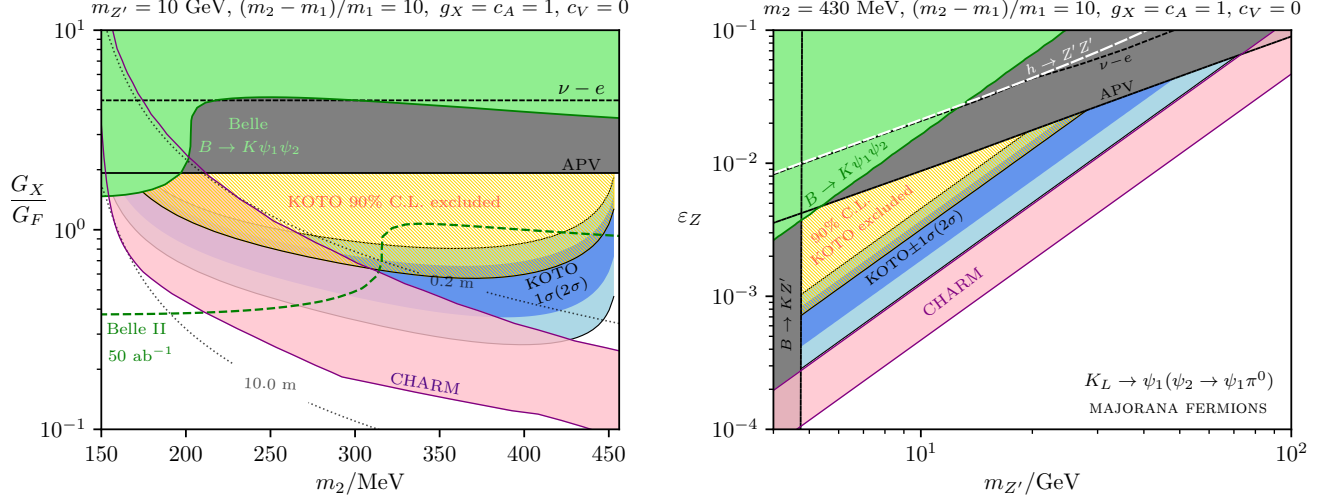 m_{Z'} = 10 GeV, (m_2 − m_1)/m_1 = 10, g_X = c_A = 1, c_V = 0
10^1
10^0
10^{−1}
G_X
G_F
150
200
250
300
350
400
450
m_2/MeV
ν − e
Belle
B → Kψ_1ψ_2
APV
KOTO 90% C.L. excluded
0.2 m
KOTO
1σ(2σ)
Belle II
50 ab^{−1}
10.0 m
CHARM
m_2 = 430 MeV, (m_2 − m_1)/m_1 = 10, g_X = c_A = 1, c_V = 0
10^{−1}
10^{−2}
10^{−3}
10^{−4}
ε_Z
10^1
10^2
m_{Z'}/GeV
h → Z'Z'
ν − e
APV
B → Kψ_1ψ_2
90% C.L.
KOTO excluded
KOTO±1σ(2σ)
CHARM
B → KZ'
K_L → ψ_1(ψ_2 → ψ_1π^0)
MAJORANA FERMIONS